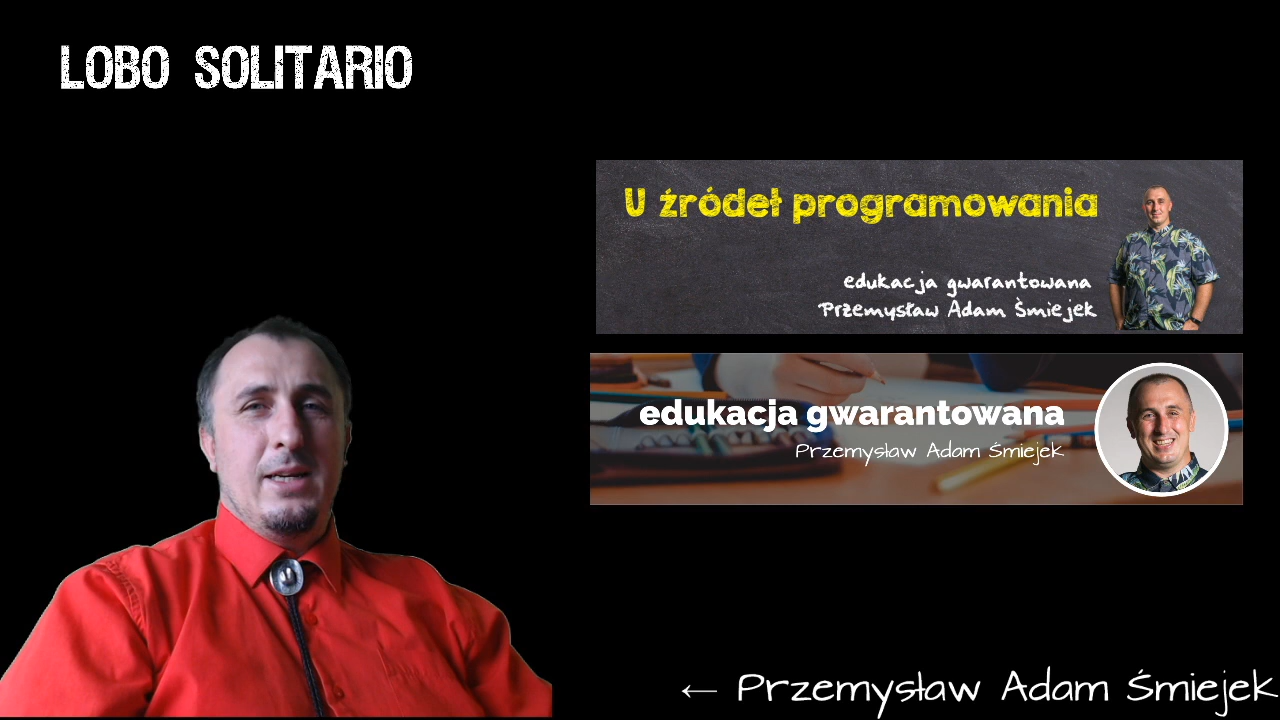 LOBO SOLITARIO
U źródeł programowania
edukacja gwarantowana
Przemysław Adam Śmiejek
edukacja gwarantowana
Przemysław Adam Śmiejek
← Przemysław Adam Śmiejek